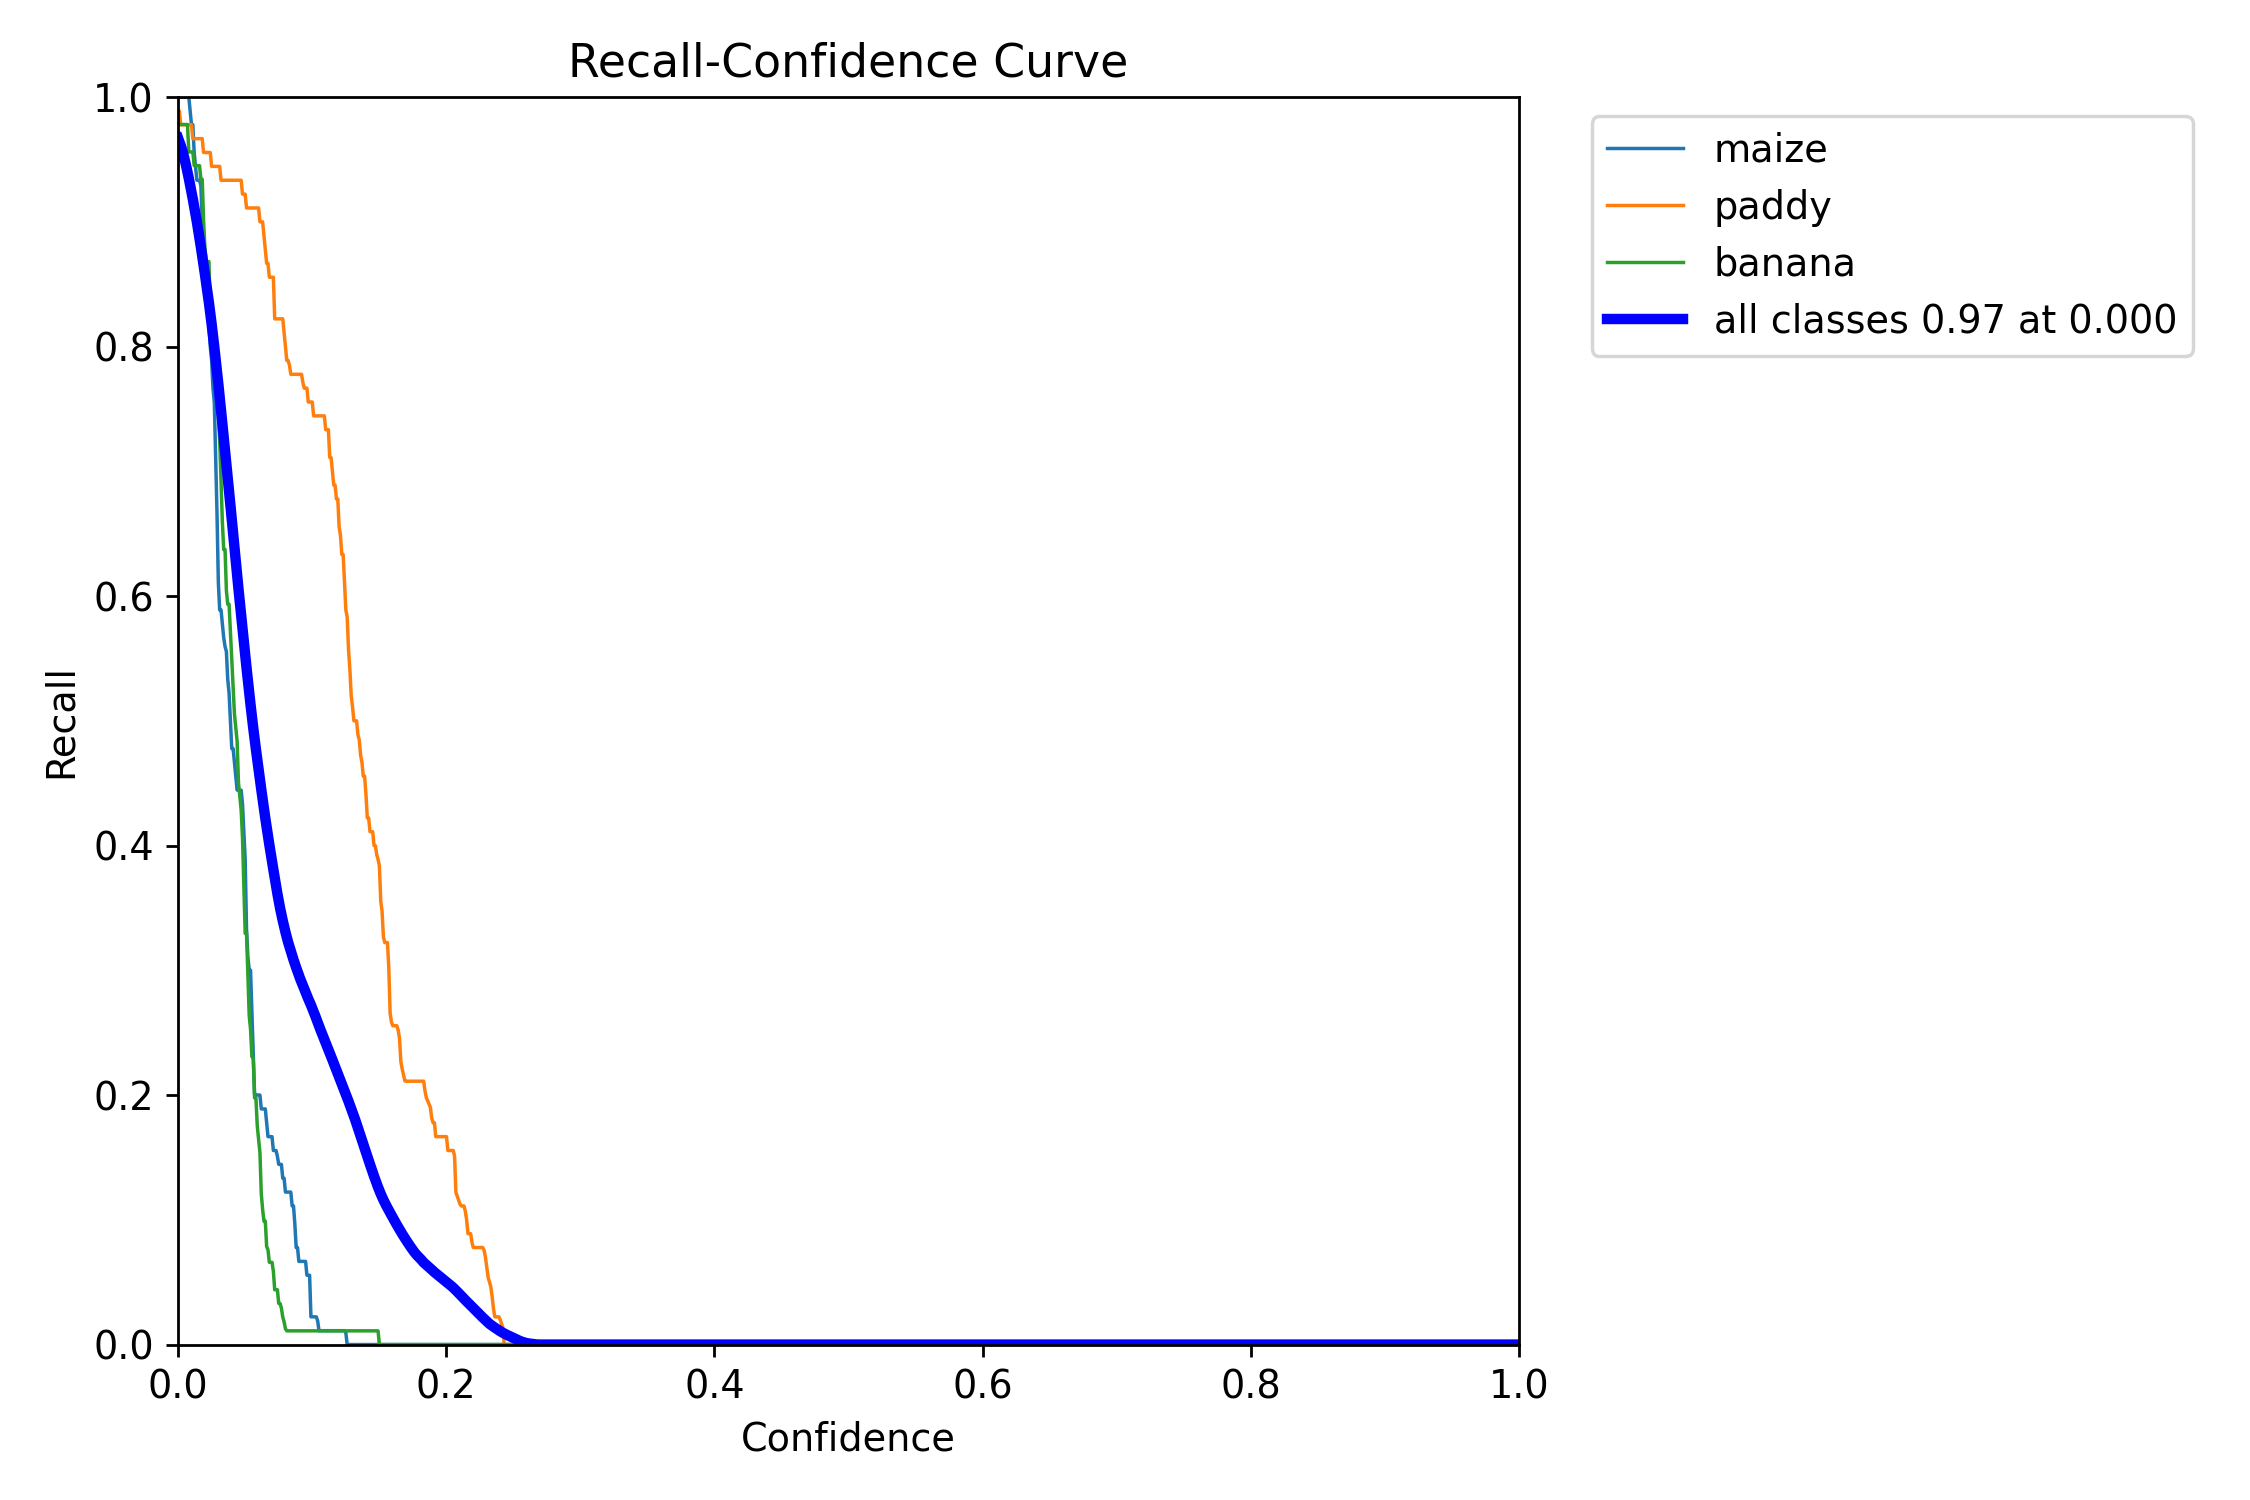 Recall-Confidence Curve
1.0
0.8
0.6
0.4
0.2
0.0
Recall
0.0 0.2 0.4 0.6 0.8 1.0
Confidence
maize
paddy
banana
all classes 0.97 at 0.000